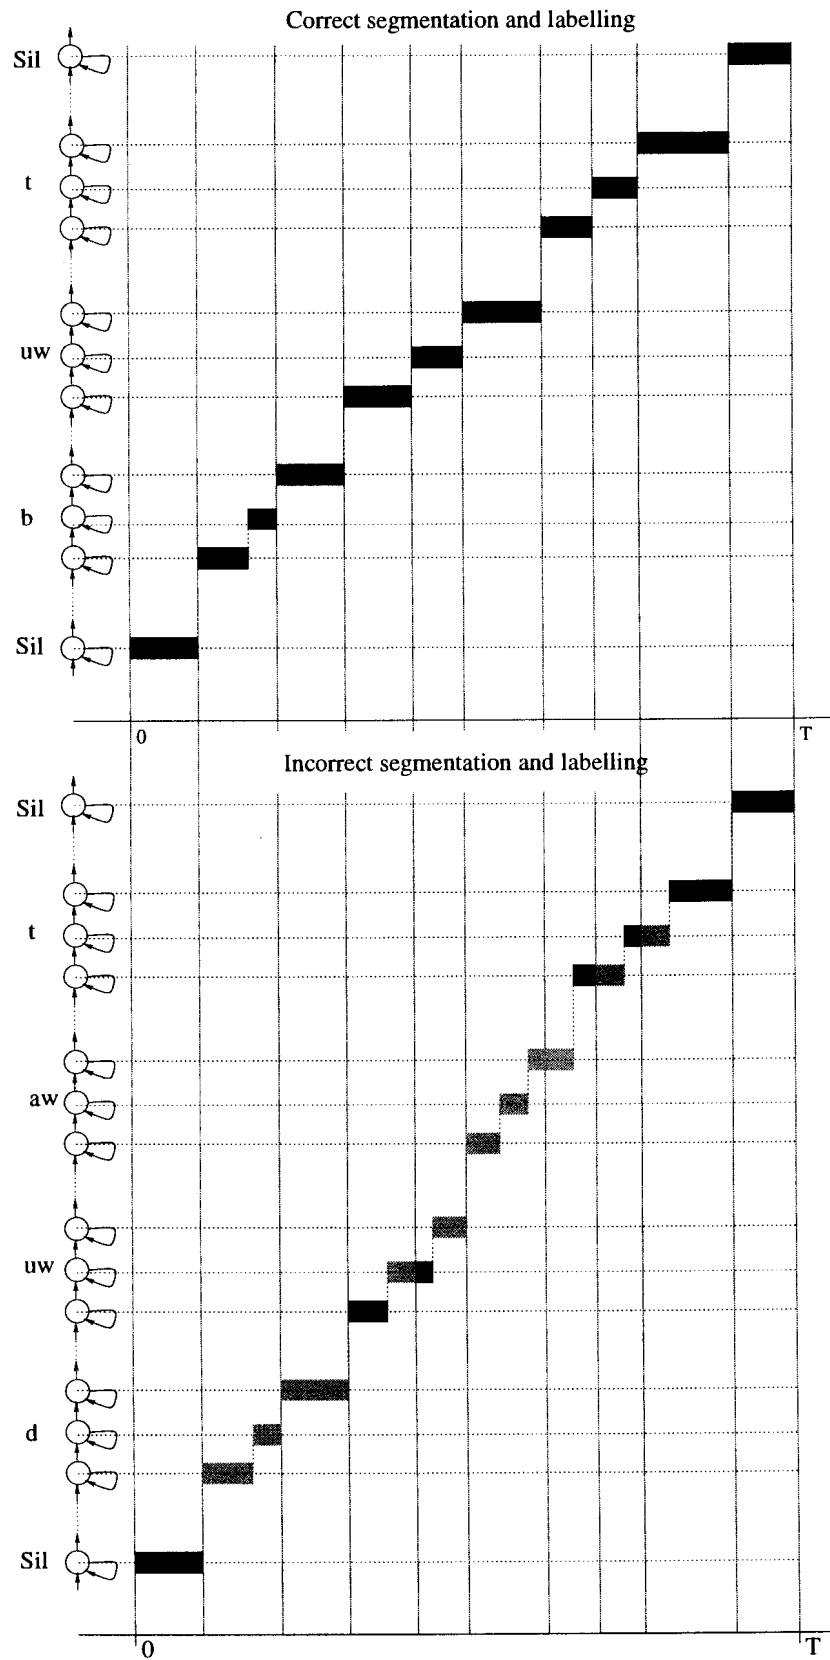 Correct segmentation and labelling
Sil
t
uw
b
Sil
0 T
Incorrect segmentation and labelling
Sil
t
aw
uw
d
Sil
0 T